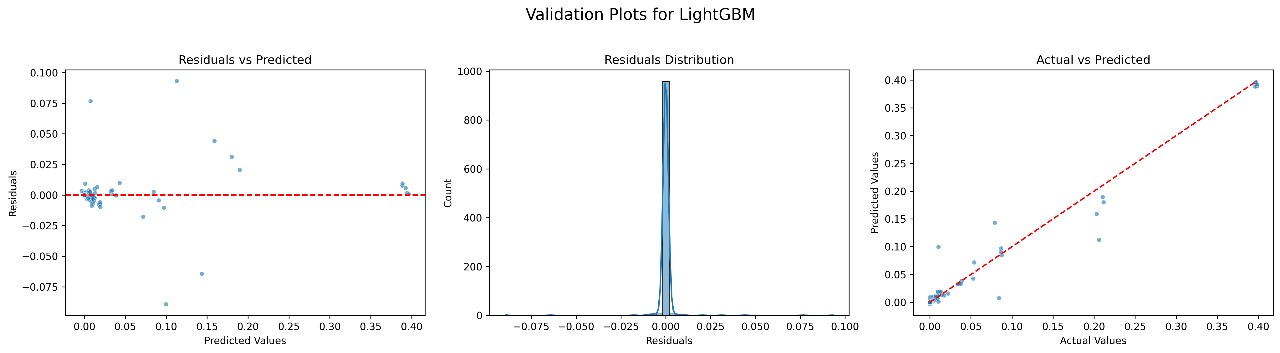 Validation Plots for LightGBM
Residuals vs Predicted
0.100
0.075
0.050
0.025
0.000
−0.025
−0.050
−0.075
Residuals
0.00 0.05 0.10 0.15 0.20 0.25 0.30 0.35 0.40
Predicted Values
Residuals Distribution
1000
800
600
400
200
0
Count
−0.075 −0.050 −0.025 0.000 0.025 0.050 0.075 0.100
Residuals
Actual vs Predicted
0.40
0.35
0.30
0.25
0.20
0.15
0.10
0.05
0.00
Predicted Values
0.00 0.05 0.10 0.15 0.20 0.25 0.30 0.35 0.40
Actual Values